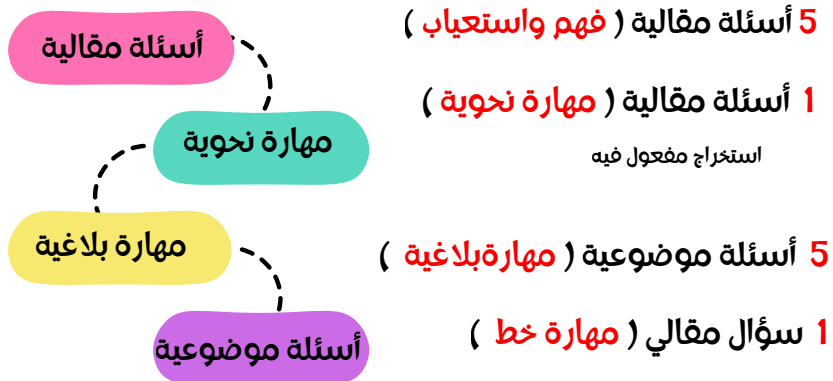 5 أسئلة مقالية ( فهم واستعياب )
أسئلة مقالية
1 أسئلة مقالية ( مهارة نحوية )
مهارة نحوية
استخراج مفعول فيه
5 أسئلة موضوعية ( مهارةبلاغية )
مهارة بلاغية
1 سؤال مقالي ( مهارة خط )
أسئلة موضوعية